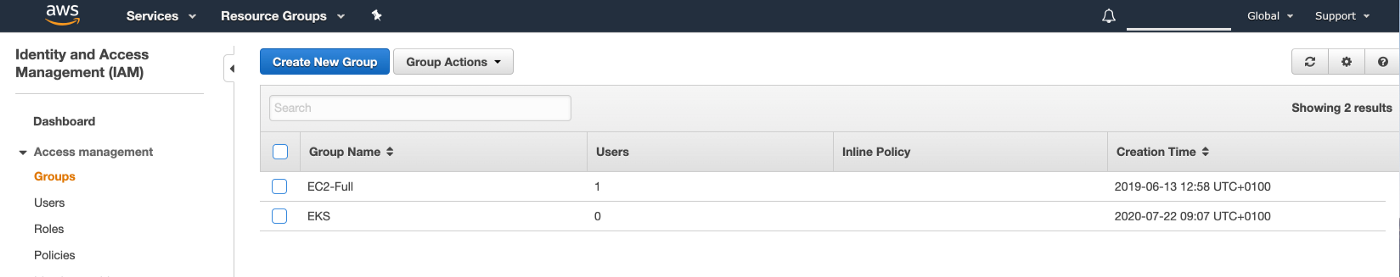 aws
Services
Resource Groups
Global
Support
Identity and Access
Management (IAM)
Dashboard
Access management
Groups
Users
Roles
Policies
Create New Group
Group Actions
Search
Showing 2 results
Group Name Users Inline Policy Creation Time
EC2-Full 1 2019-06-13 12:58 UTC+0100
EKS 0 2020-07-22 09:07 UTC+0100